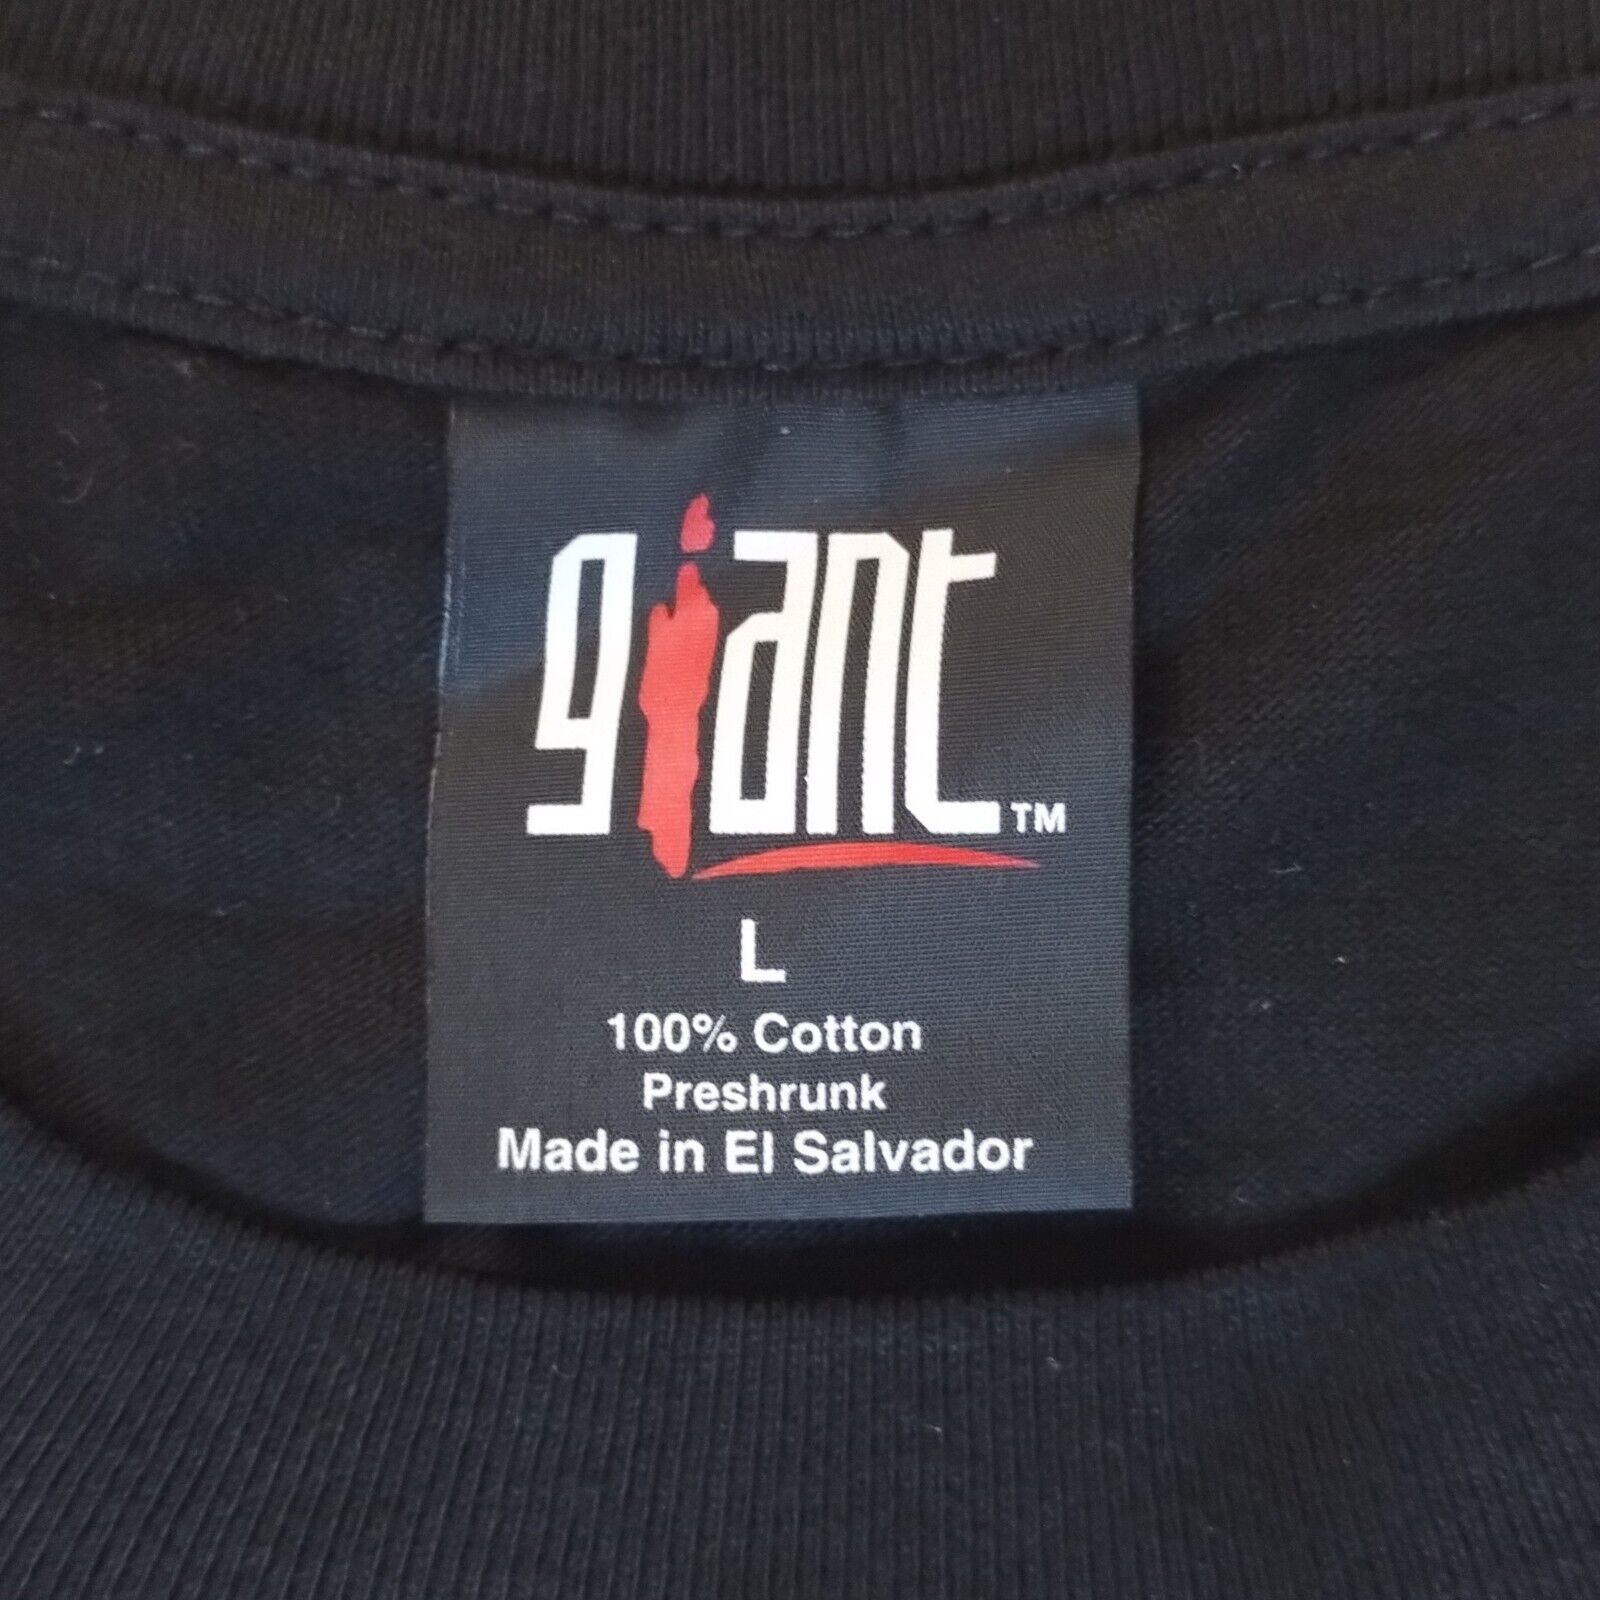 giant™
L
100% Cotton
Preshrunk
Made in El Salvador